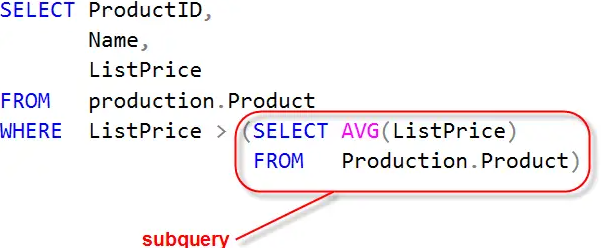 SELECT ProductID,
Name,
ListPrice
FROM production.Product
WHERE ListPrice > (SELECT AVG(ListPrice)
FROM Production.Product)
subquery